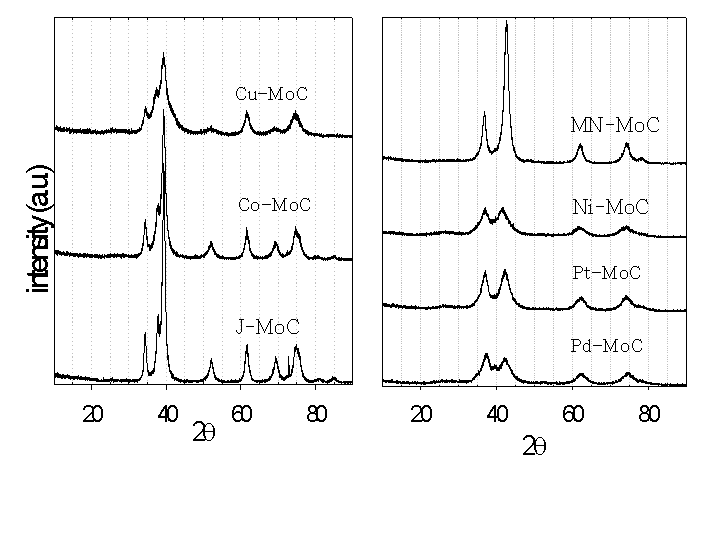 Cu-MoC
Co-MoC
J-MoC
intensity (a.u.)
20 40 60 80
2θ
MN-MoC
Ni-MoC
Pt-MoC
Pd-MoC
20 40 60 80
2θ